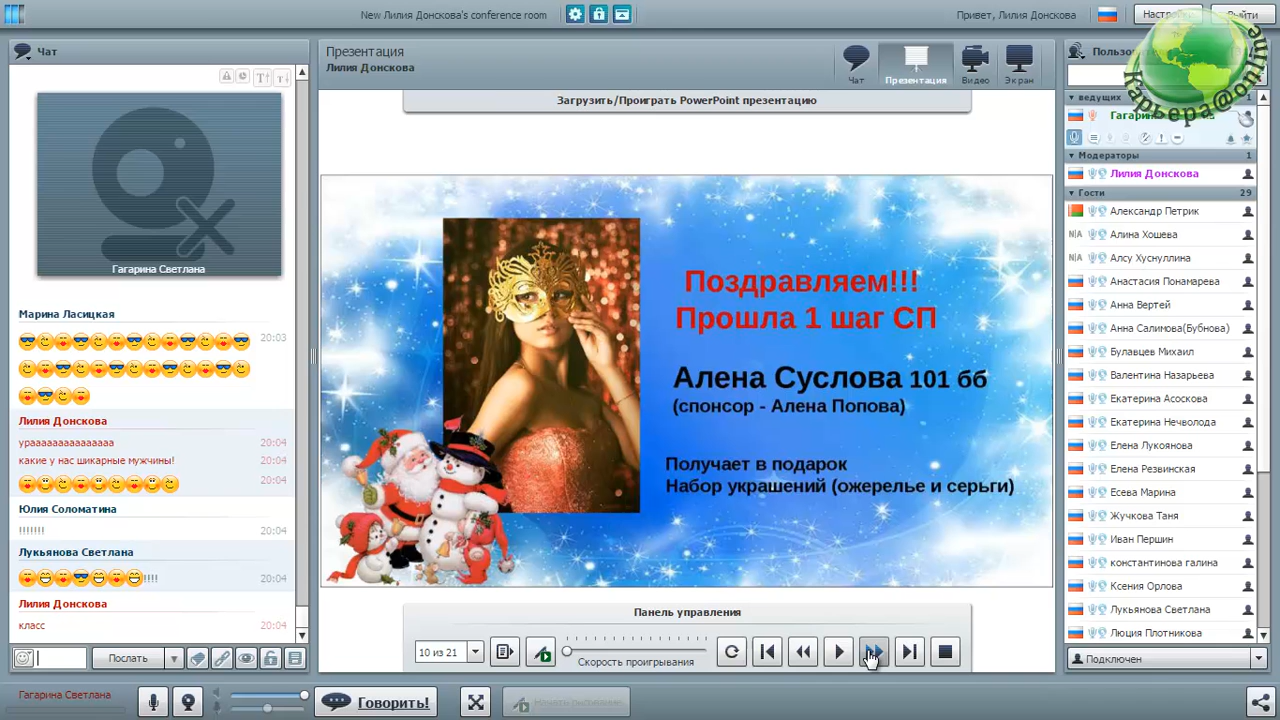 New Лилия Донскова's conference room
Привет, Лилия Донскова
Выйти
Чат
Гагарина Светлана
Марина Ласицкая
20:03
Лилия Донскова
ураааааааааааааа
20:04
какие у нас шикарные мужчины!
20:04
20:04
Юлия Соломатина
!!!!!!!
20:04
Лукьянова Светлана
!!!!
20:04
Лилия Донскова
класс
20:04
Послать
Презентация
Лилия Донскова
Чат
Презентация
Видео
Экран
Загрузить/Проиграть PowerPoint презентацию
Поздравляем!!!
Прошла 1 шаг СП
Алена Суслова 101 бб
(спонсор - Алена Попова)
Получает в подарок
Набор украшений (ожерелье и серьги)
Панель управления
10 из 21
Скорость проигрывания
Карьера@online
ведущих
1
Модераторы
1
Лилия Донскова
Гости
29
Александр Петрик
N|A
Алина Хошева
N|A
Алсу Хуснуллина
Анастасия Понамарева
Анна Вертей
Анна Салимова(Бубнова)
Булавцев Михаил
Валентина Назарьева
Екатерина Асоскова
Екатерина Нечволода
Елена Лукоянова
Елена Резвинская
Есева Марина
Жучкова Таня
Иван Першин
константинова галина
Ксения Орлова
Лукьянова Светлана
Люция Плотникова
Подключен
Гагарина Светлана
Говорить!